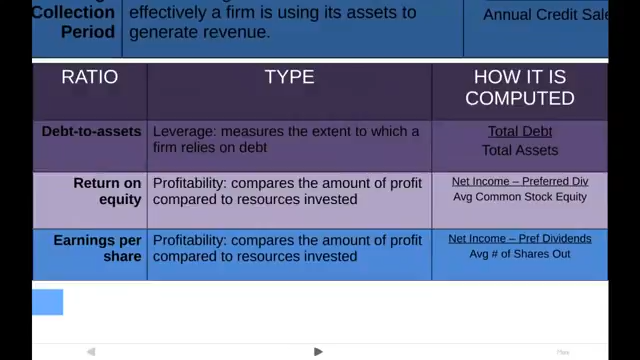 Collection
Period
effectively a firm is using its assets to
generate revenue.
Annual Credit Sale
RATIO
TYPE
HOW IT IS
COMPUTED
Debt-to-assets
Leverage: measures the extent to which a
firm relies on debt
Total Debt
Total Assets
Return on
equity
Profitability: compares the amount of profit
compared to resources invested
Net Income – Preferred Div
Avg Common Stock Equity
Earnings per
share
Profitability: compares the amount of profit
compared to resources invested
Net Income – Pref Dividends
Avg # of Shares Out